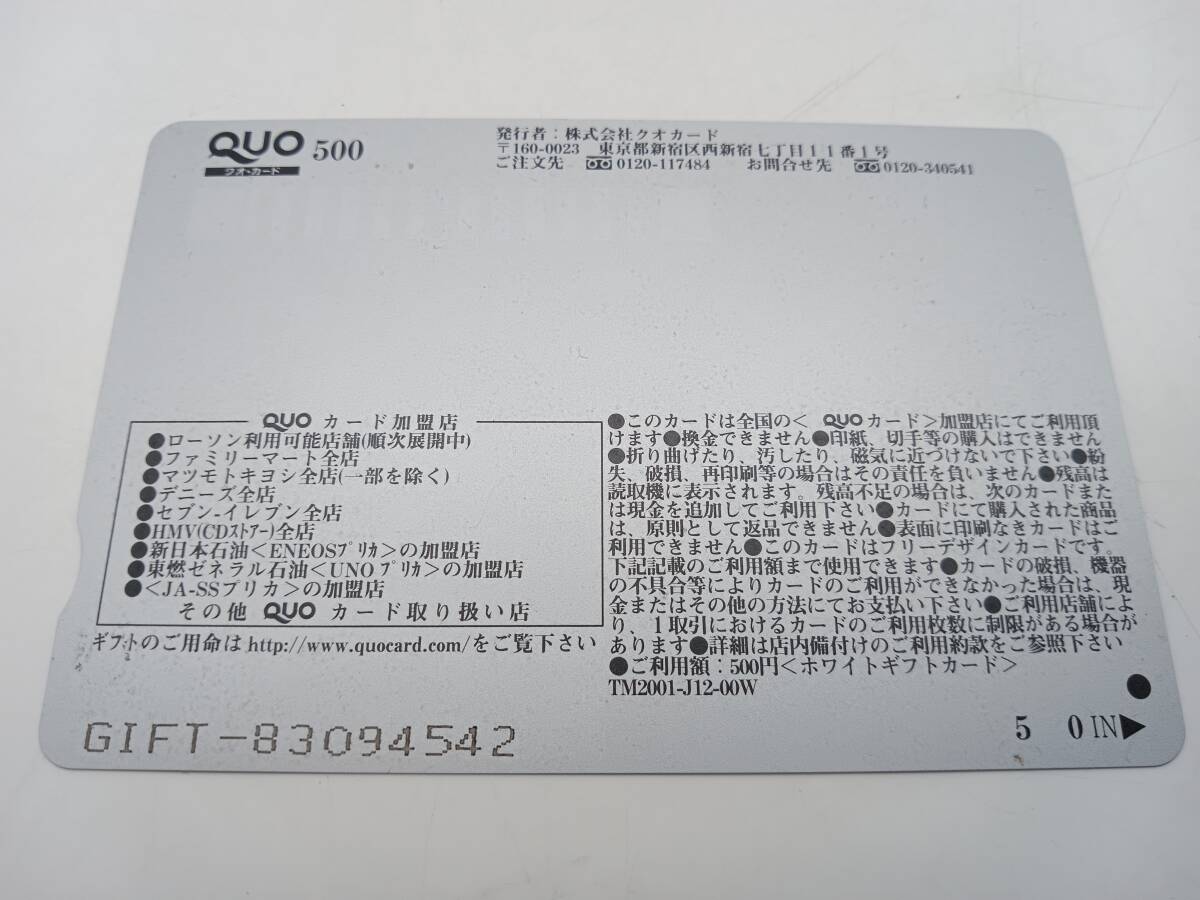 QUO 500
クオ・カード
発行者：株式会社クオカード
〒160-0023 東京都新宿区西新宿七丁目11番1号
ご注文先 0120-117484 お問合せ先 0120-340541
QUO カード加盟店
●ローソン利用可能店舗(順次展開中)
●ファミリーマート全店
●マツモトキヨシ全店(一部を除く)
●デニーズ全店
●セブン-イレブン全店
●HMV(CDｽﾄｱｰ)全店
●新日本石油<ENEOSﾌﾟﾘｶ>の加盟店
●東燃ゼネラル石油<UNO ﾌﾟﾘｶ>の加盟店
●<JA-SSプリカ>の加盟店
その他 QUO カード取り扱い店
ギフトのご用命は http://www.quocard.com/をご覧下さい
●このカードは全国の< QUOカード>加盟店にてご利用頂
けます●換金できません●印紙、切手等の購入はできません
●折り曲げたり、汚したり、磁気に近づけないで下さい●紛
失、破損、再印刷等の場合はその責任を負いません●残高は
読取機に表示されます。残高不足の場合は、次のカードまた
は現金を追加してご利用下さい●カードにて購入された商品
は、原則として返品できません●表面に印刷なきカードはご
利用できません●このカードはフリーデザインカードです。
下記記載のご利用額まで使用できます●カードの破損、機器
の不具合等によりカードのご利用ができなかった場合は、現
金またはその他の方法にてお支払い下さい●ご利用店舗によ
り、1取引におけるカードのご利用枚数に制限がある場合が
あります●詳細は店内備付けのご利用約款をご参照下さい
●ご利用額：500円<ホワイトギフトカード>
TM2001-J12-00W
GIFT-83094542
5 0 IN▶